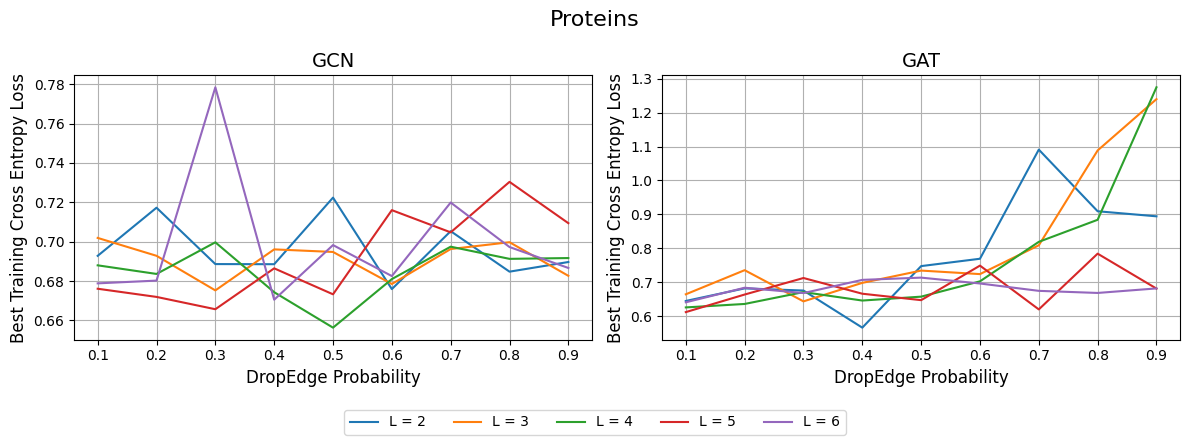 Proteins
GCN
Best Training Cross Entropy Loss
0.78
0.76
0.74
0.72
0.70
0.68
0.66
0.1 0.2 0.3 0.4 0.5 0.6 0.7 0.8 0.9
DropEdge Probability
GAT
Best Training Cross Entropy Loss
1.3
1.2
1.1
1.0
0.9
0.8
0.7
0.6
0.1 0.2 0.3 0.4 0.5 0.6 0.7 0.8 0.9
DropEdge Probability
L = 2 L = 3 L = 4 L = 5 L = 6